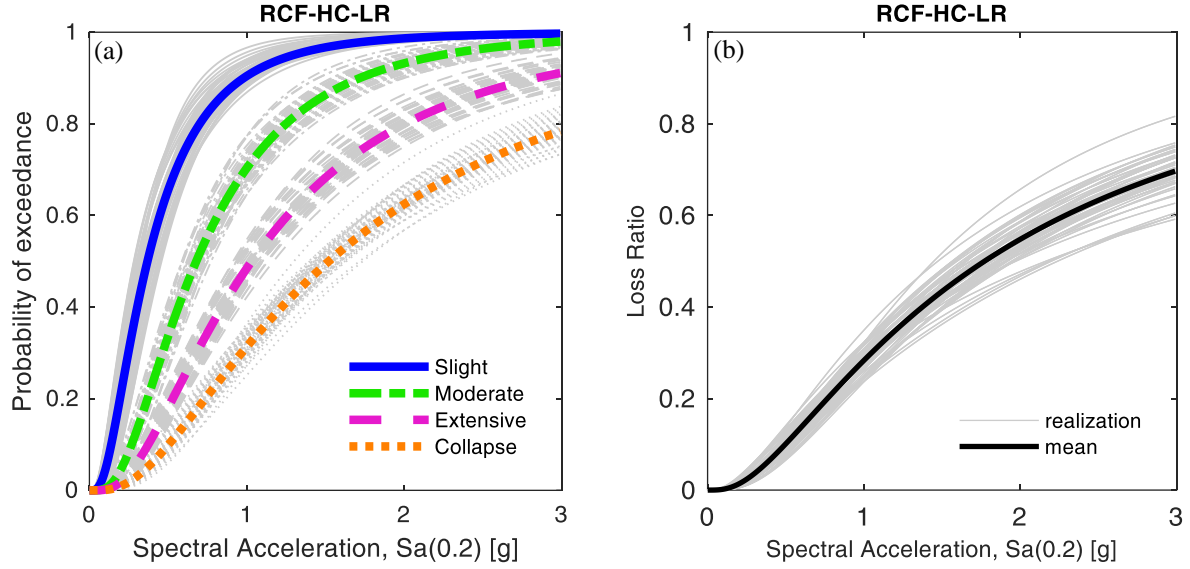 RCF-HC-LR
(a)
Probability of exceedance
1
0.8
0.6
0.4
0.2
0
0 1 2 3
Spectral Acceleration, Sa(0.2) [g]
Slight
Moderate
Extensive
Collapse
RCF-HC-LR
(b)
Loss Ratio
1
0.8
0.6
0.4
0.2
0
0 1 2 3
Spectral Acceleration, Sa(0.2) [g]
realization
mean